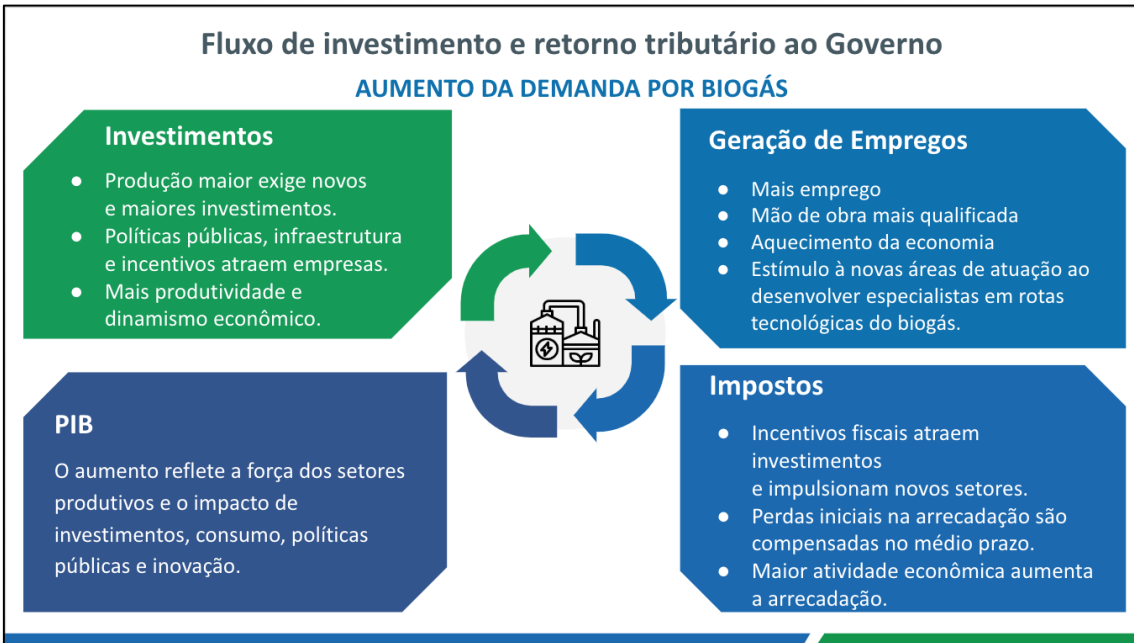 Fluxo de investimento e retorno tributário ao Governo
AUMENTO DA DEMANDA POR BIOGÁS
Investimentos
● Produção maior exige novos
e maiores investimentos.
● Políticas públicas, infraestrutura
e incentivos atraem empresas.
● Mais produtividade e
dinamismo econômico.
Geração de Empregos
● Mais emprego
● Mão de obra mais qualificada
● Aquecimento da economia
● Estímulo à novas áreas de atuação ao
desenvolver especialistas em rotas
tecnológicas do biogás.
PIB
O aumento reflete a força dos setores
produtivos e o impacto de
investimentos, consumo, políticas
públicas e inovação.
Impostos
● Incentivos fiscais atraem
investimentos
e impulsionam novos setores.
● Perdas iniciais na arrecadação são
compensadas no médio prazo.
● Maior atividade econômica aumenta
a arrecadação.